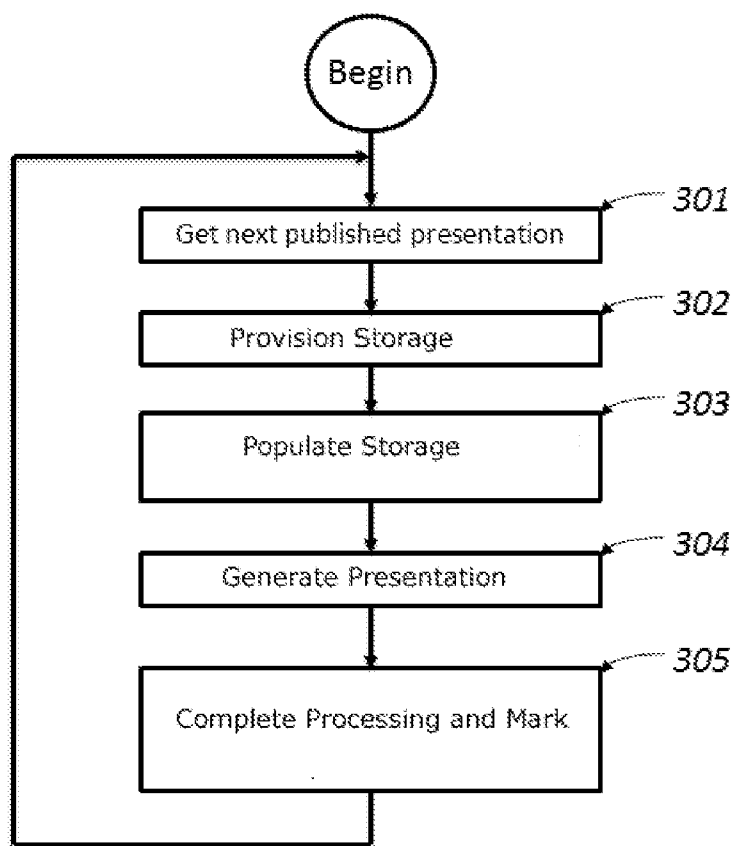 Begin
301
Get next published presentation
302
Provision Storage
303
Populate Storage
304
Generate Presentation
305
Complete Processing and Mark